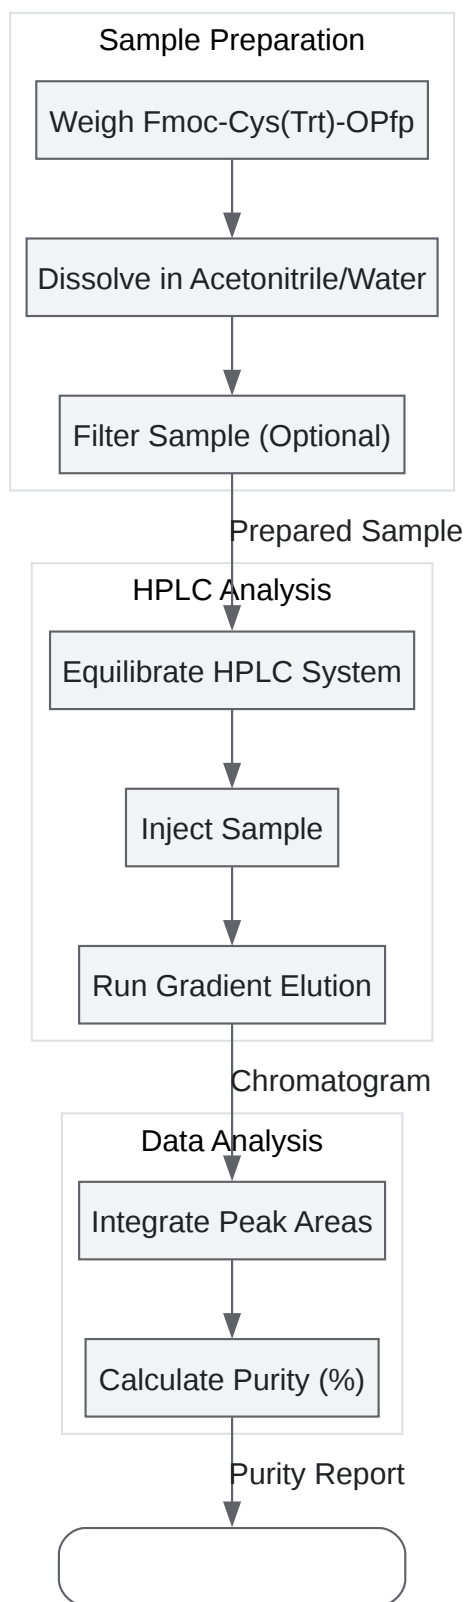 Sample Preparation
Weigh Fmoc-Cys(Trt)-OPfp
Dissolve in Acetonitrile/Water
Filter Sample (Optional)
Prepared Sample
HPLC Analysis
Equilibrate HPLC System
Inject Sample
Run Gradient Elution
Chromatogram
Data Analysis
Integrate Peak Areas
Calculate Purity (%)
Purity Report